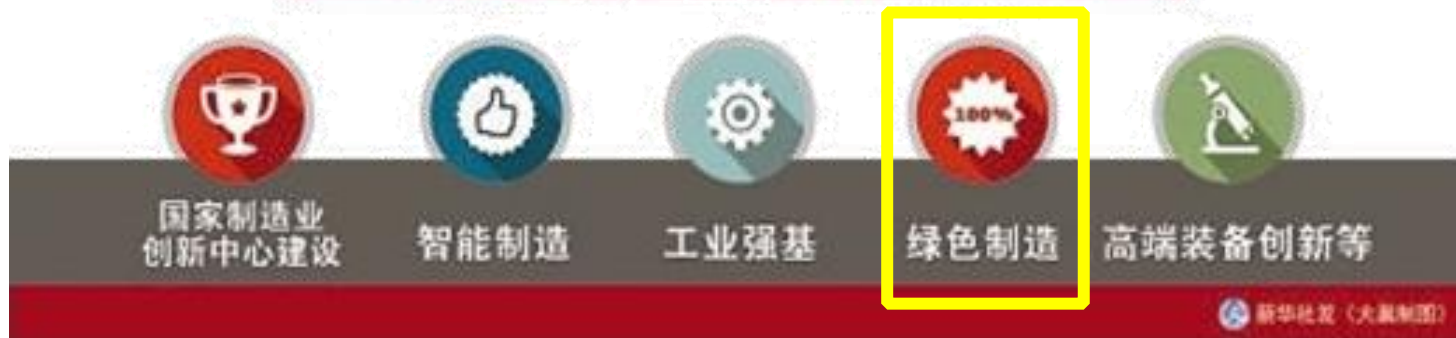 100%
国家制造业
创新中心建设
智能制造
工业强基
绿色制造
高端装备创新等
新华社发（大巢制图）